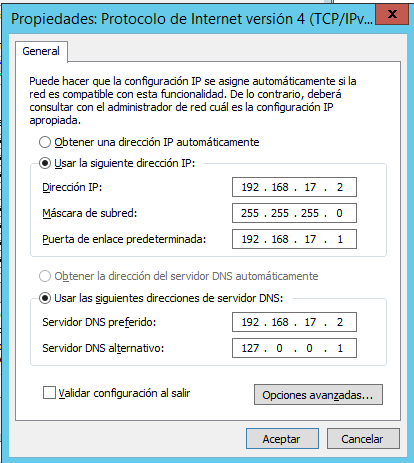 Propiedades: Protocolo de Internet versión 4 (TCP/IPv... x
General
Puede hacer que la configuración IP se asigne automáticamente si la
red es compatible con esta funcionalidad. De lo contrario, deberá
consultar con el administrador de red cuál es la configuración IP
apropiada.
Obtener una dirección IP automáticamente
Usar la siguiente dirección IP:
Dirección IP: 192 . 168 . 17 . 2
Máscara de subred: 255 . 255 . 255 . 0
Puerta de enlace predeterminada: 192 . 168 . 17 . 1
Obtener la dirección del servidor DNS automáticamente
Usar las siguientes direcciones de servidor DNS:
Servidor DNS preferido: 192 . 168 . 17 . 2
Servidor DNS alternativo: 127 . 0 . 0 . 1
Validar configuración al salir
Opciones avanzadas...
Aceptar Cancelar